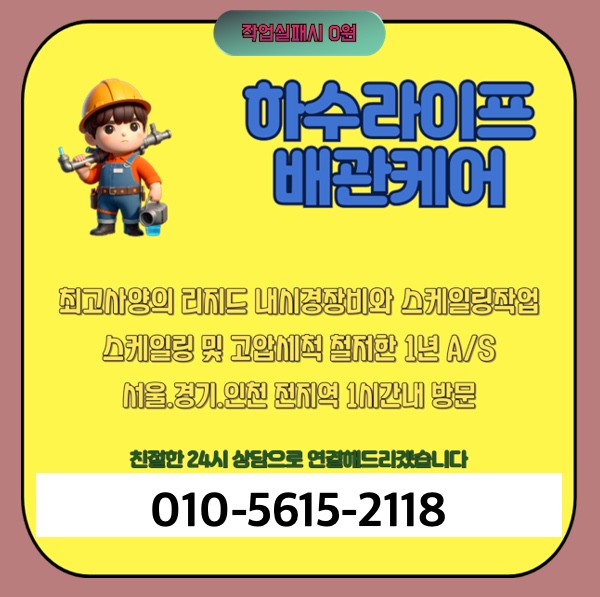 작업실패시 0원
하수라이프
배관케어
최고사양의 리지드 내시경장비와 스케일링작업
스케일링 및 고압세척 철저한 1년 A/S
서울.경기.인천 전지역 1시간내 방문
친절한 24시 상담으로 연결해드리겠습니다
010-5615-2118